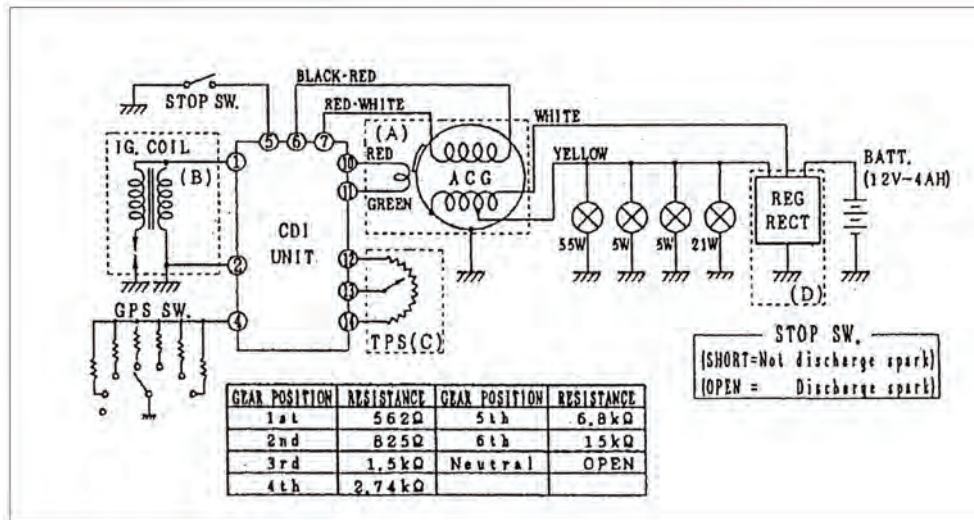 BLACK-RED
STOP SW.
RED-WHITE
WHITE
5 6 7
(A)
IG. COIL
(B)
1
10
RED
ACG
YELLOW
BATT.
(12V-4AH)
11
GREEN
REG
RECT
CDI
UNIT
55W 5W 5W 21W
2
12
13
14
TPS(C)
(D)
GPS SW.
4
STOP SW.
(SHORT=Not discharge spark)
(OPEN = Discharge spark)
GEAR POSITION RESISTANCE GEAR POSITION RESISTANCE
1st 562Ω 5th 6.8kΩ
2nd 825Ω 6th 15kΩ
3rd 1.5kΩ Neutral OPEN
4th 2.74kΩ